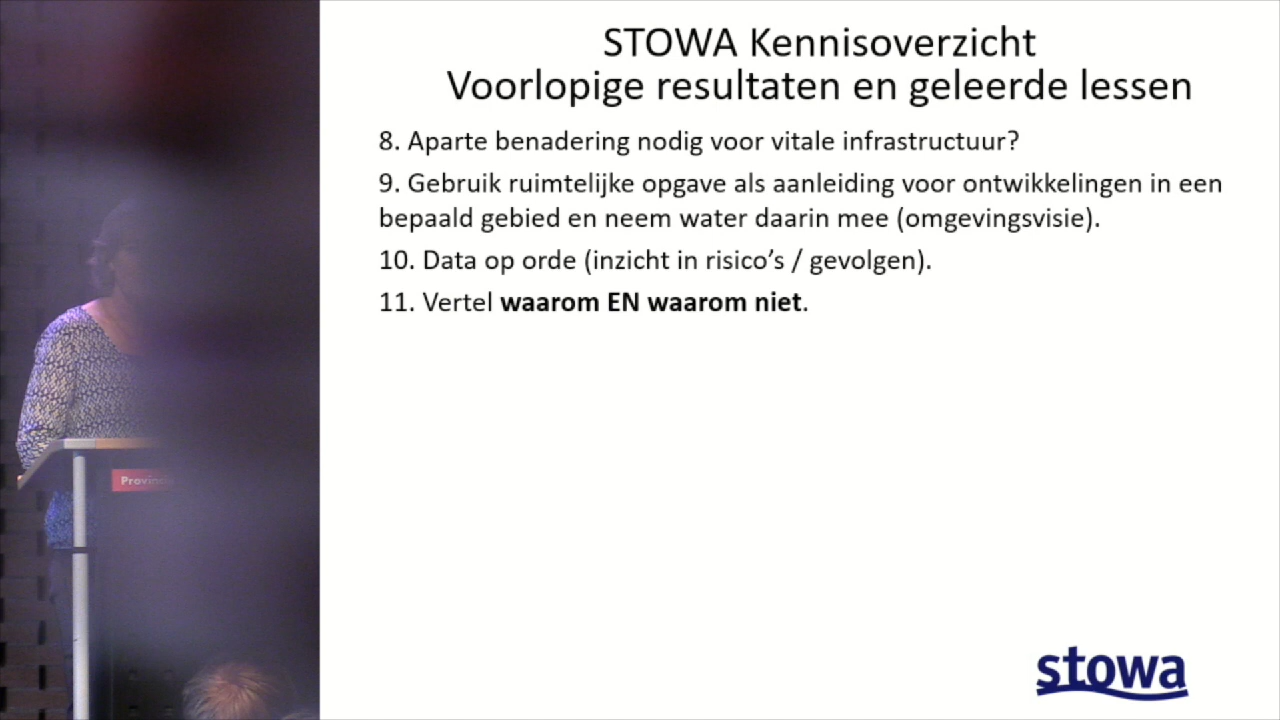 STOWA Kennisoverzicht
Voorlopige resultaten en geleerde lessen
8. Aparte benadering nodig voor vitale infrastructuur?
9. Gebruik ruimtelijke opgave als aanleiding voor ontwikkelingen in een
bepaald gebied en neem water daarin mee (omgevingsvisie).
10. Data op orde (inzicht in risico’s / gevolgen).
11. Vertel waarom EN waarom niet.
stowa